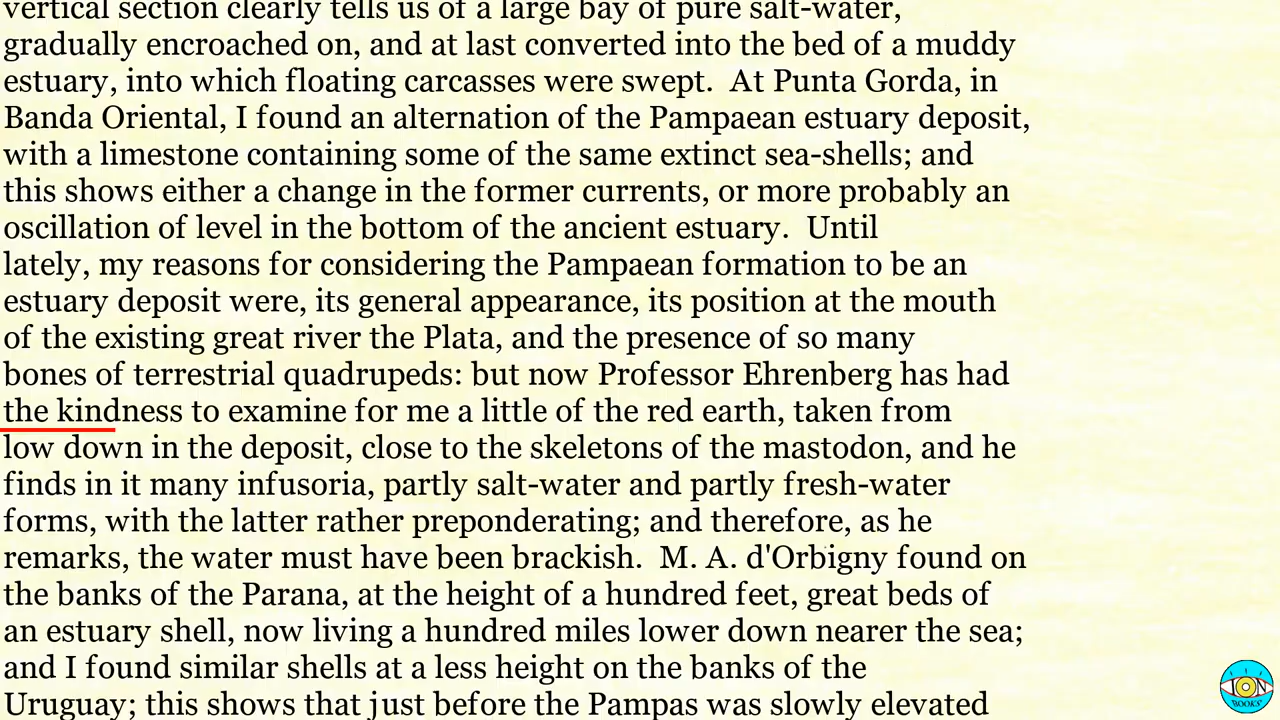 vertical section clearly tells us of a large bay of pure salt-water,
gradually encroached on, and at last converted into the bed of a muddy
estuary, into which floating carcasses were swept.  At Punta Gorda, in
Banda Oriental, I found an alternation of the Pampaean estuary deposit,
with a limestone containing some of the same extinct sea-shells; and
this shows either a change in the former currents, or more probably an
oscillation of level in the bottom of the ancient estuary.  Until
lately, my reasons for considering the Pampaean formation to be an
estuary deposit were, its general appearance, its position at the mouth
of the existing great river the Plata, and the presence of so many
bones of terrestrial quadrupeds: but now Professor Ehrenberg has had
the kindness to examine for me a little of the red earth, taken from
low down in the deposit, close to the skeletons of the mastodon, and he
finds in it many infusoria, partly salt-water and partly fresh-water
forms, with the latter rather preponderating; and therefore, as he
remarks, the water must have been brackish.  M. A. d'Orbigny found on
the banks of the Parana, at the height of a hundred feet, great beds of
an estuary shell, now living a hundred miles lower down nearer the sea;
and I found similar shells at a less height on the banks of the
Uruguay; this shows that just before the Pampas was slowly elevated
ION
BOOKS